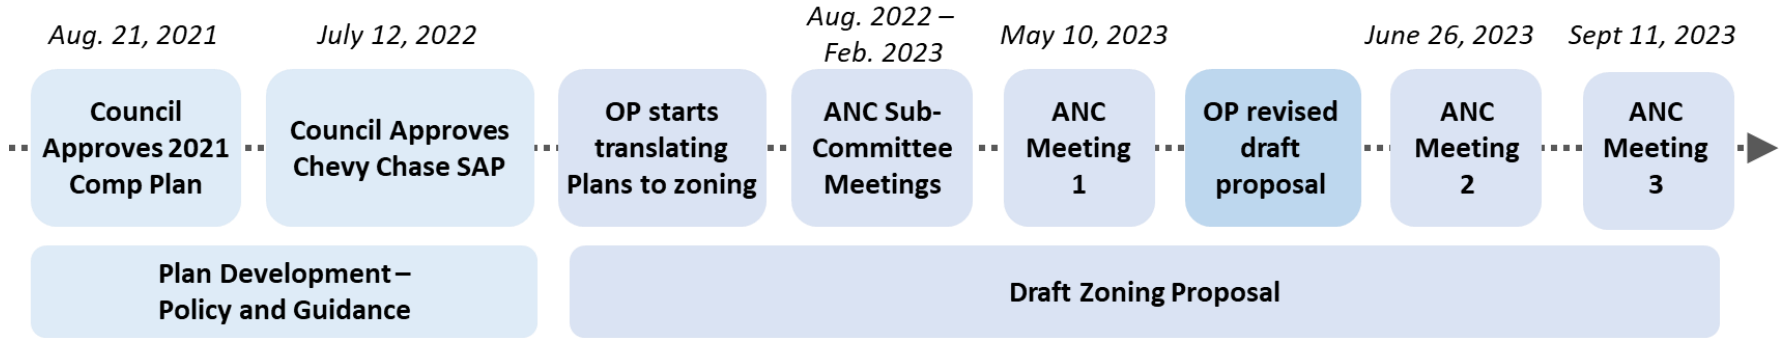 Aug. 21, 2021
July 12, 2022
Aug. 2022 –
Feb. 2023
May 10, 2023
June 26, 2023
Sept 11, 2023
Council
Approves 2021
Comp Plan
Council Approves
Chevy Chase SAP
OP starts
translating
Plans to zoning
ANC Sub-
Committee
Meetings
ANC
Meeting
1
OP revised
draft
proposal
ANC
Meeting
2
ANC
Meeting
3
Plan Development –
Policy and Guidance
Draft Zoning Proposal